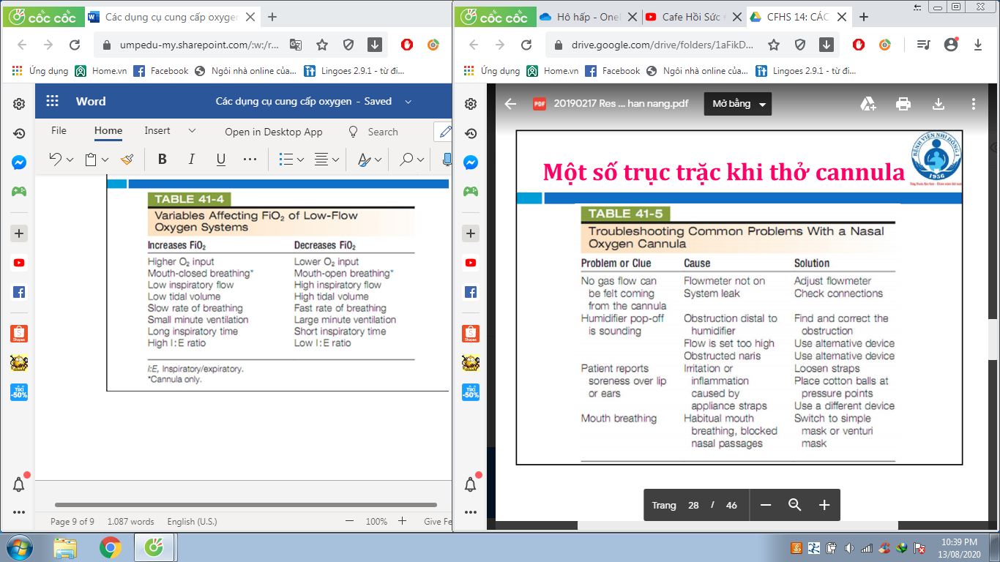 cốc cốc
Các dụng cụ cung cấp oxygen
umpedu-my.sharepoint.com/:w:/r...
Ứng dụng
Home.vn
Facebook
Ngôi nhà online của...
Lingoes 2.9.1 - từ đi...
Word
Các dụng cụ cung cấp oxygen - Saved
File
Home
Insert
Open in Desktop App
Search
B I U ...
TABLE 41-4
Variables Affecting FiO₂ of Low-Flow
Oxygen Systems
Increases FiO₂ Decreases FiO₂
Higher O₂ input Lower O₂ input
Mouth-closed breathing* Mouth-open breathing*
Low inspiratory flow High inspiratory flow
Low tidal volume High tidal volume
Slow rate of breathing Fast rate of breathing
Small minute ventilation Large minute ventilation
Long inspiratory time Short inspiratory time
High I:E ratio Low I:E ratio
I:E, Inspiratory/expiratory.
*Cannula only.
Shopee
TIKI
-50%
Page 9 of 9 1.087 words English (U.S.) 100% Give Fe
cốc cốc
Hô hấp - OneI
Cafe Hồi Sức
CFHS 14: CÁC
drive.google.com/drive/folders/1aFikD...
Ứng dụng
Home.vn
Facebook
Ngôi nhà online của...
Lingoes 2.9.1 - từ đi...
PDF
20190217 Res ... han nang.pdf
Mở bằng
BỆNH VIỆN NHI ĐỒNG 1
1956
Một số trục trặc khi thở cannula
TABLE 41-5
Troubleshooting Common Problems With a Nasal
Oxygen Cannula
Problem or Clue Cause Solution
No gas flow can Flowmeter not on Adjust flowmeter
be felt coming System leak Check connections
from the cannula
Humidifier pop-off Obstruction distal to Find and correct the
is sounding humidifier obstruction
Flow is set too high Use alternative device
Obstructed naris Use alternative device
Patient reports Irritation or Loosen straps
soreness over lip inflammation Place cotton balls at
or ears caused by pressure points
appliance straps Use a different device
Mouth breathing Habitual mouth Switch to simple
breathing, blocked mask or venturi
nasal passages mask
Shopee
TIKI
-50%
Trang 28 / 46
10:39 PM
13/08/2020